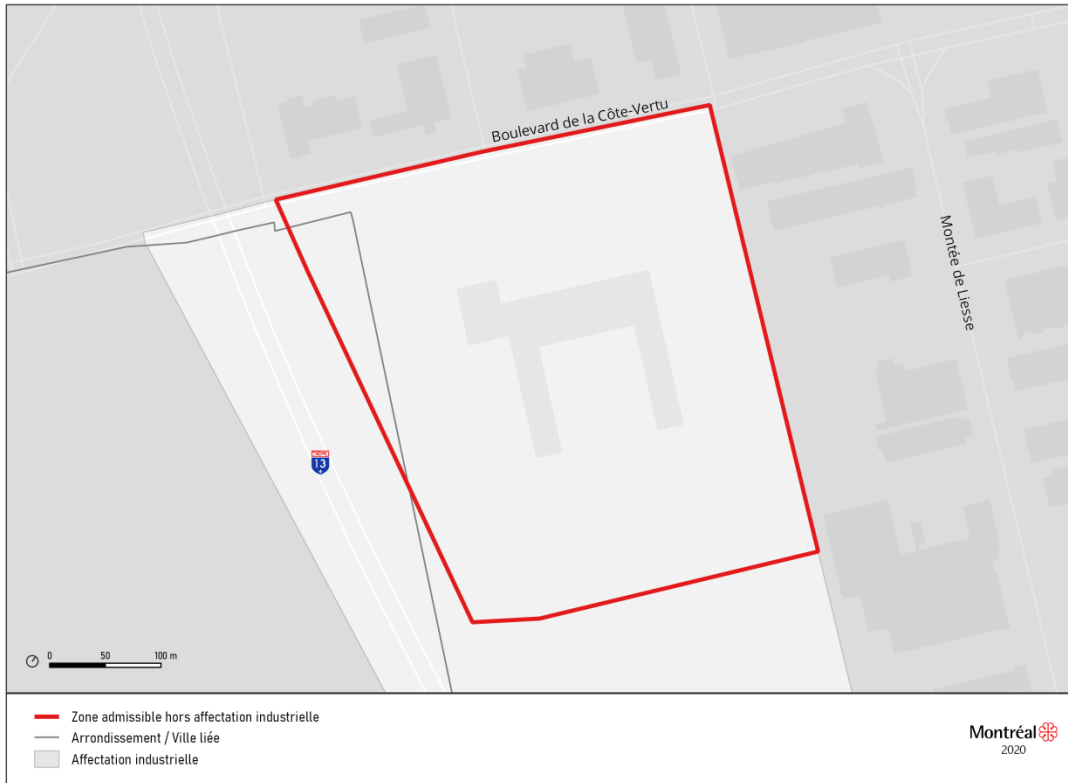 Boulevard de la Côte-Vertu
Montée de Liesse
13
0 50 100 m
Zone admissible hors affectation industrielle
Arrondissement / Ville liée
Affectation industrielle
Montréal
2020